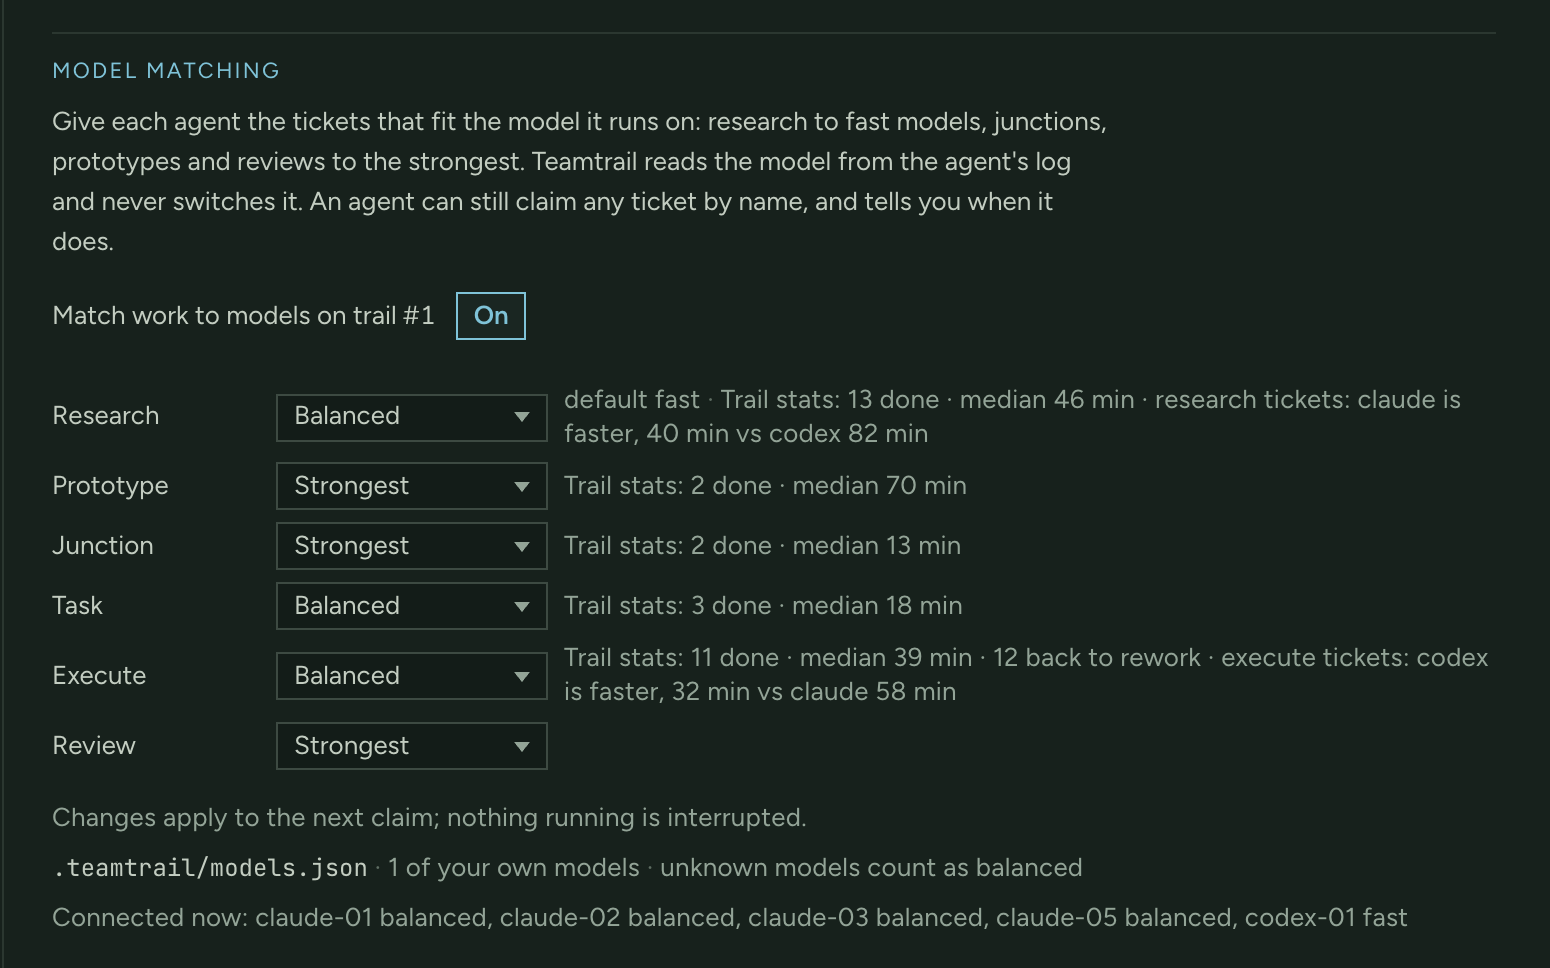 MODEL MATCHING
Give each agent the tickets that fit the model it runs on: research to fast models, junctions,
prototypes and reviews to the strongest. Teamtrail reads the model from the agent's log
and never switches it. An agent can still claim any ticket by name, and tells you when it
does.
Match work to models on trail #1 On
Research Balanced default fast · Trail stats: 13 done · median 46 min · research tickets: claude is
faster, 40 min vs codex 82 min
Prototype Strongest Trail stats: 2 done · median 70 min
Junction Strongest Trail stats: 2 done · median 13 min
Task Balanced Trail stats: 3 done · median 18 min
Execute Balanced Trail stats: 11 done · median 39 min · 12 back to rework · execute tickets: codex
is faster, 32 min vs claude 58 min
Review Strongest
Changes apply to the next claim; nothing running is interrupted.
.teamtrail/models.json · 1 of your own models · unknown models count as balanced
Connected now: claude-01 balanced, claude-02 balanced, claude-03 balanced, claude-05 balanced, codex-01 fast